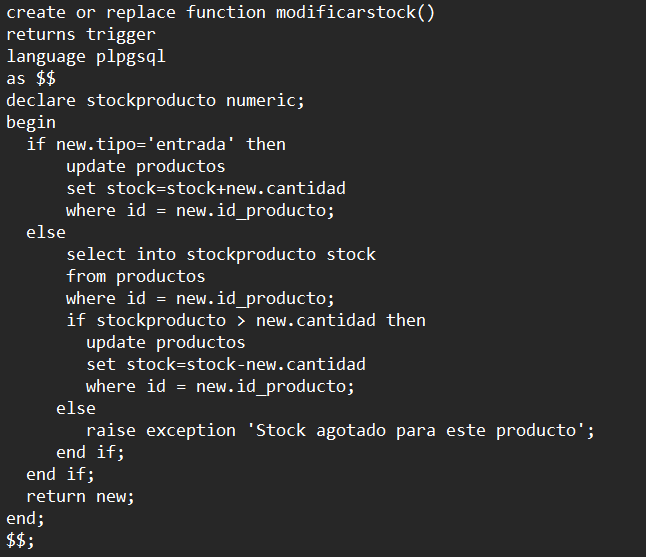 create or replace function modificarstock()
returns trigger
language plpgsql
as $$
declare stockproducto numeric;
begin
  if new.tipo='entrada' then
      update productos
      set stock=stock+new.cantidad
      where id = new.id_producto;
  else
      select into stockproducto stock
      from productos
      where id = new.id_producto;
      if stockproducto > new.cantidad then
        update productos
        set stock=stock-new.cantidad
        where id = new.id_producto;
     else
        raise exception 'Stock agotado para este producto';
     end if;
  end if;
  return new;
end;
$$;